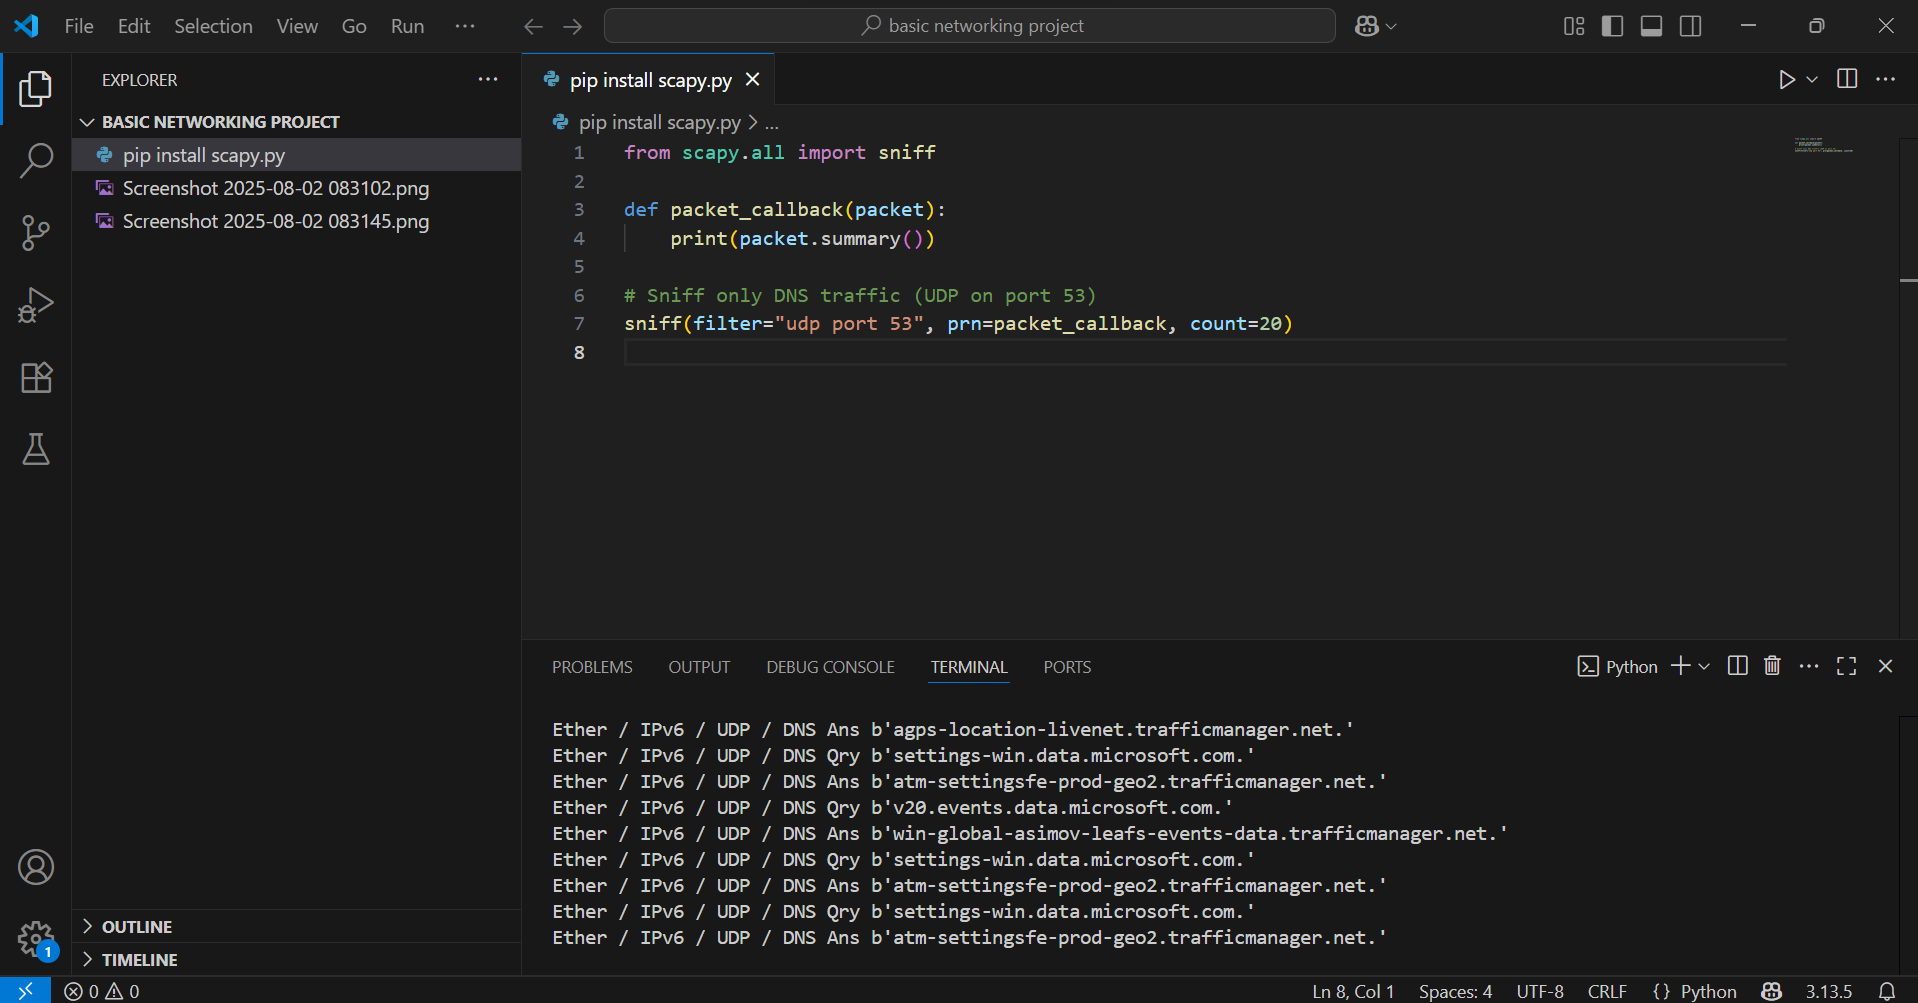 File Edit Selection View Go Run ...
basic networking project
EXPLORER ...
BASIC NETWORKING PROJECT
pip install scapy.py
Screenshot 2025-08-02 083102.png
Screenshot 2025-08-02 083145.png
OUTLINE
TIMELINE
pip install scapy.py
pip install scapy.py > ...
1 from scapy.all import sniff
2
3 def packet_callback(packet):
4     print(packet.summary())
5
6 # Sniff only DNS traffic (UDP on port 53)
7 sniff(filter="udp port 53", prn=packet_callback, count=20)
8
PROBLEMS OUTPUT DEBUG CONSOLE TERMINAL PORTS
Python
Ether / IPv6 / UDP / DNS Ans b'agps-location-livenet.trafficmanager.net.'
Ether / IPv6 / UDP / DNS Qry b'settings-win.data.microsoft.com.'
Ether / IPv6 / UDP / DNS Ans b'atm-settingsfe-prod-geo2.trafficmanager.net.'
Ether / IPv6 / UDP / DNS Qry b'v20.events.data.microsoft.com.'
Ether / IPv6 / UDP / DNS Ans b'win-global-asimov-leafs-events-data.trafficmanager.net.'
Ether / IPv6 / UDP / DNS Qry b'settings-win.data.microsoft.com.'
Ether / IPv6 / UDP / DNS Ans b'atm-settingsfe-prod-geo2.trafficmanager.net.'
Ether / IPv6 / UDP / DNS Qry b'settings-win.data.microsoft.com.'
Ether / IPv6 / UDP / DNS Ans b'atm-settingsfe-prod-geo2.trafficmanager.net.'
1
0 0
Ln 8, Col 1 Spaces: 4 UTF-8 CRLF {} Python 3.13.5